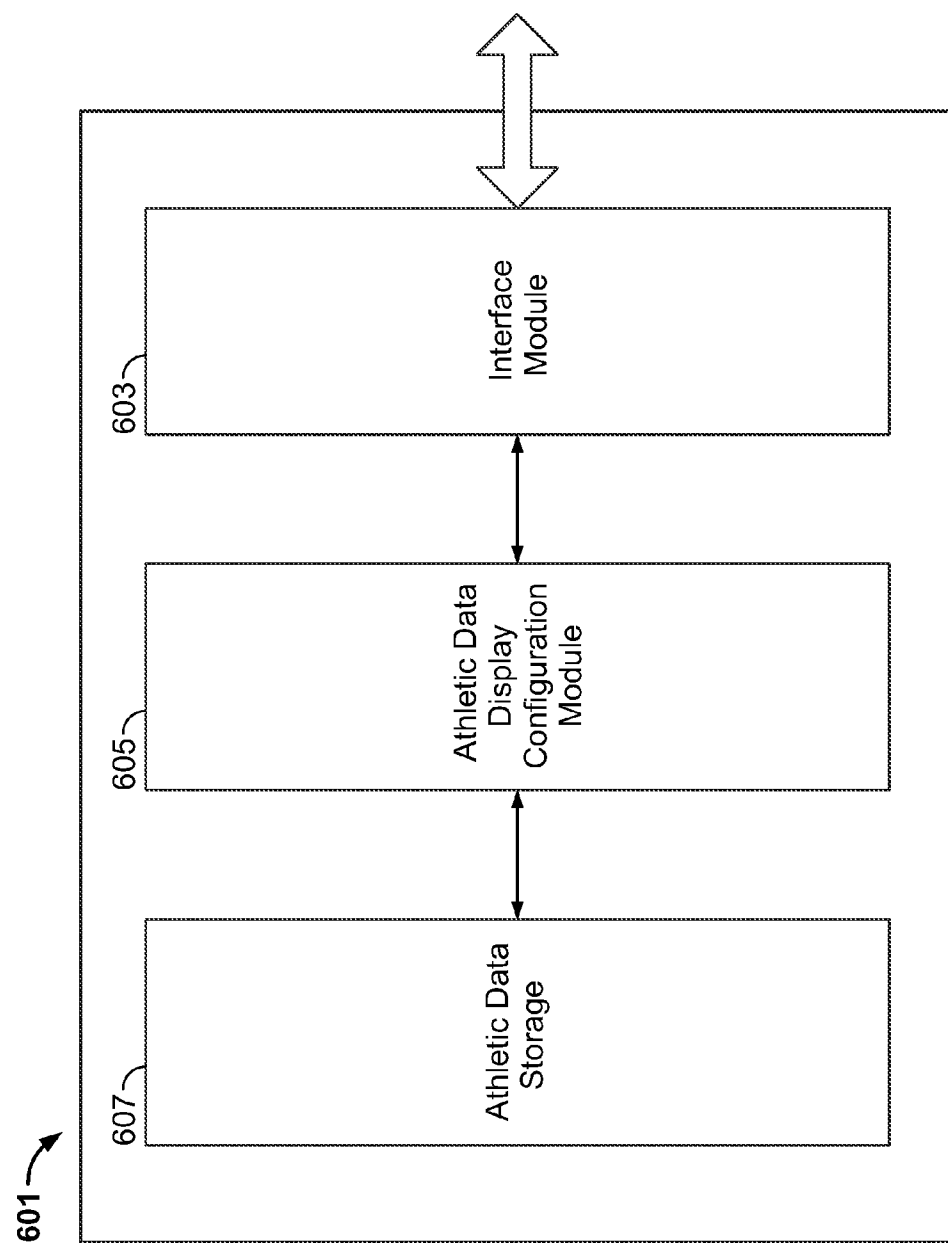 601
607
Athletic Data
Storage
605
Athletic Data
Display
Configuration
Module
603
Interface
Module